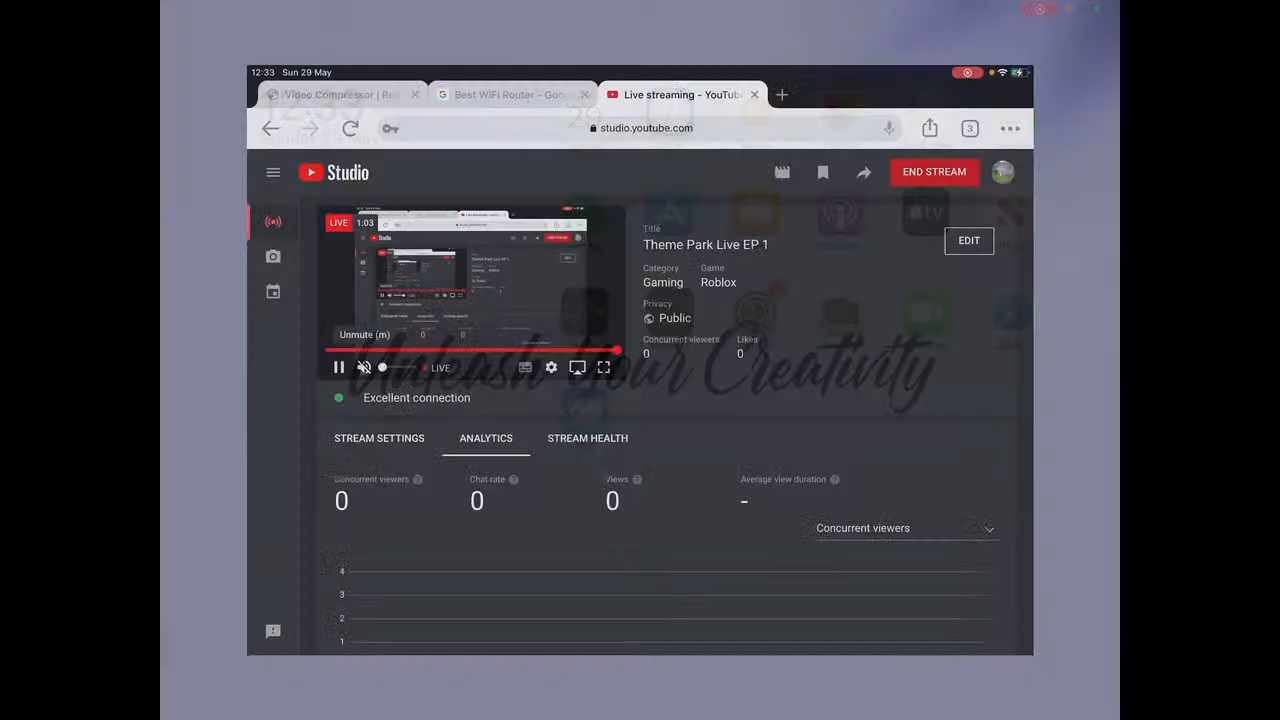 12:33 Sun 29 May
Video Compressor | Re
Best WiFi Router - Goo
Live streaming - YouTube
studio.youtube.com
3
Studio
END STREAM
LIVE 1:03
Unmute (m)
LIVE
Title
Theme Park Live EP 1
EDIT
Category Game
Gaming Roblox
Privacy
Public
Concurrent viewers Likes
0 0
Unleash Your Creativity
Excellent connection
STREAM SETTINGS ANALYTICS STREAM HEALTH
Concurrent viewers Chat rate Views Average view duration
0 0 0 -
Concurrent viewers
4
3
2
1